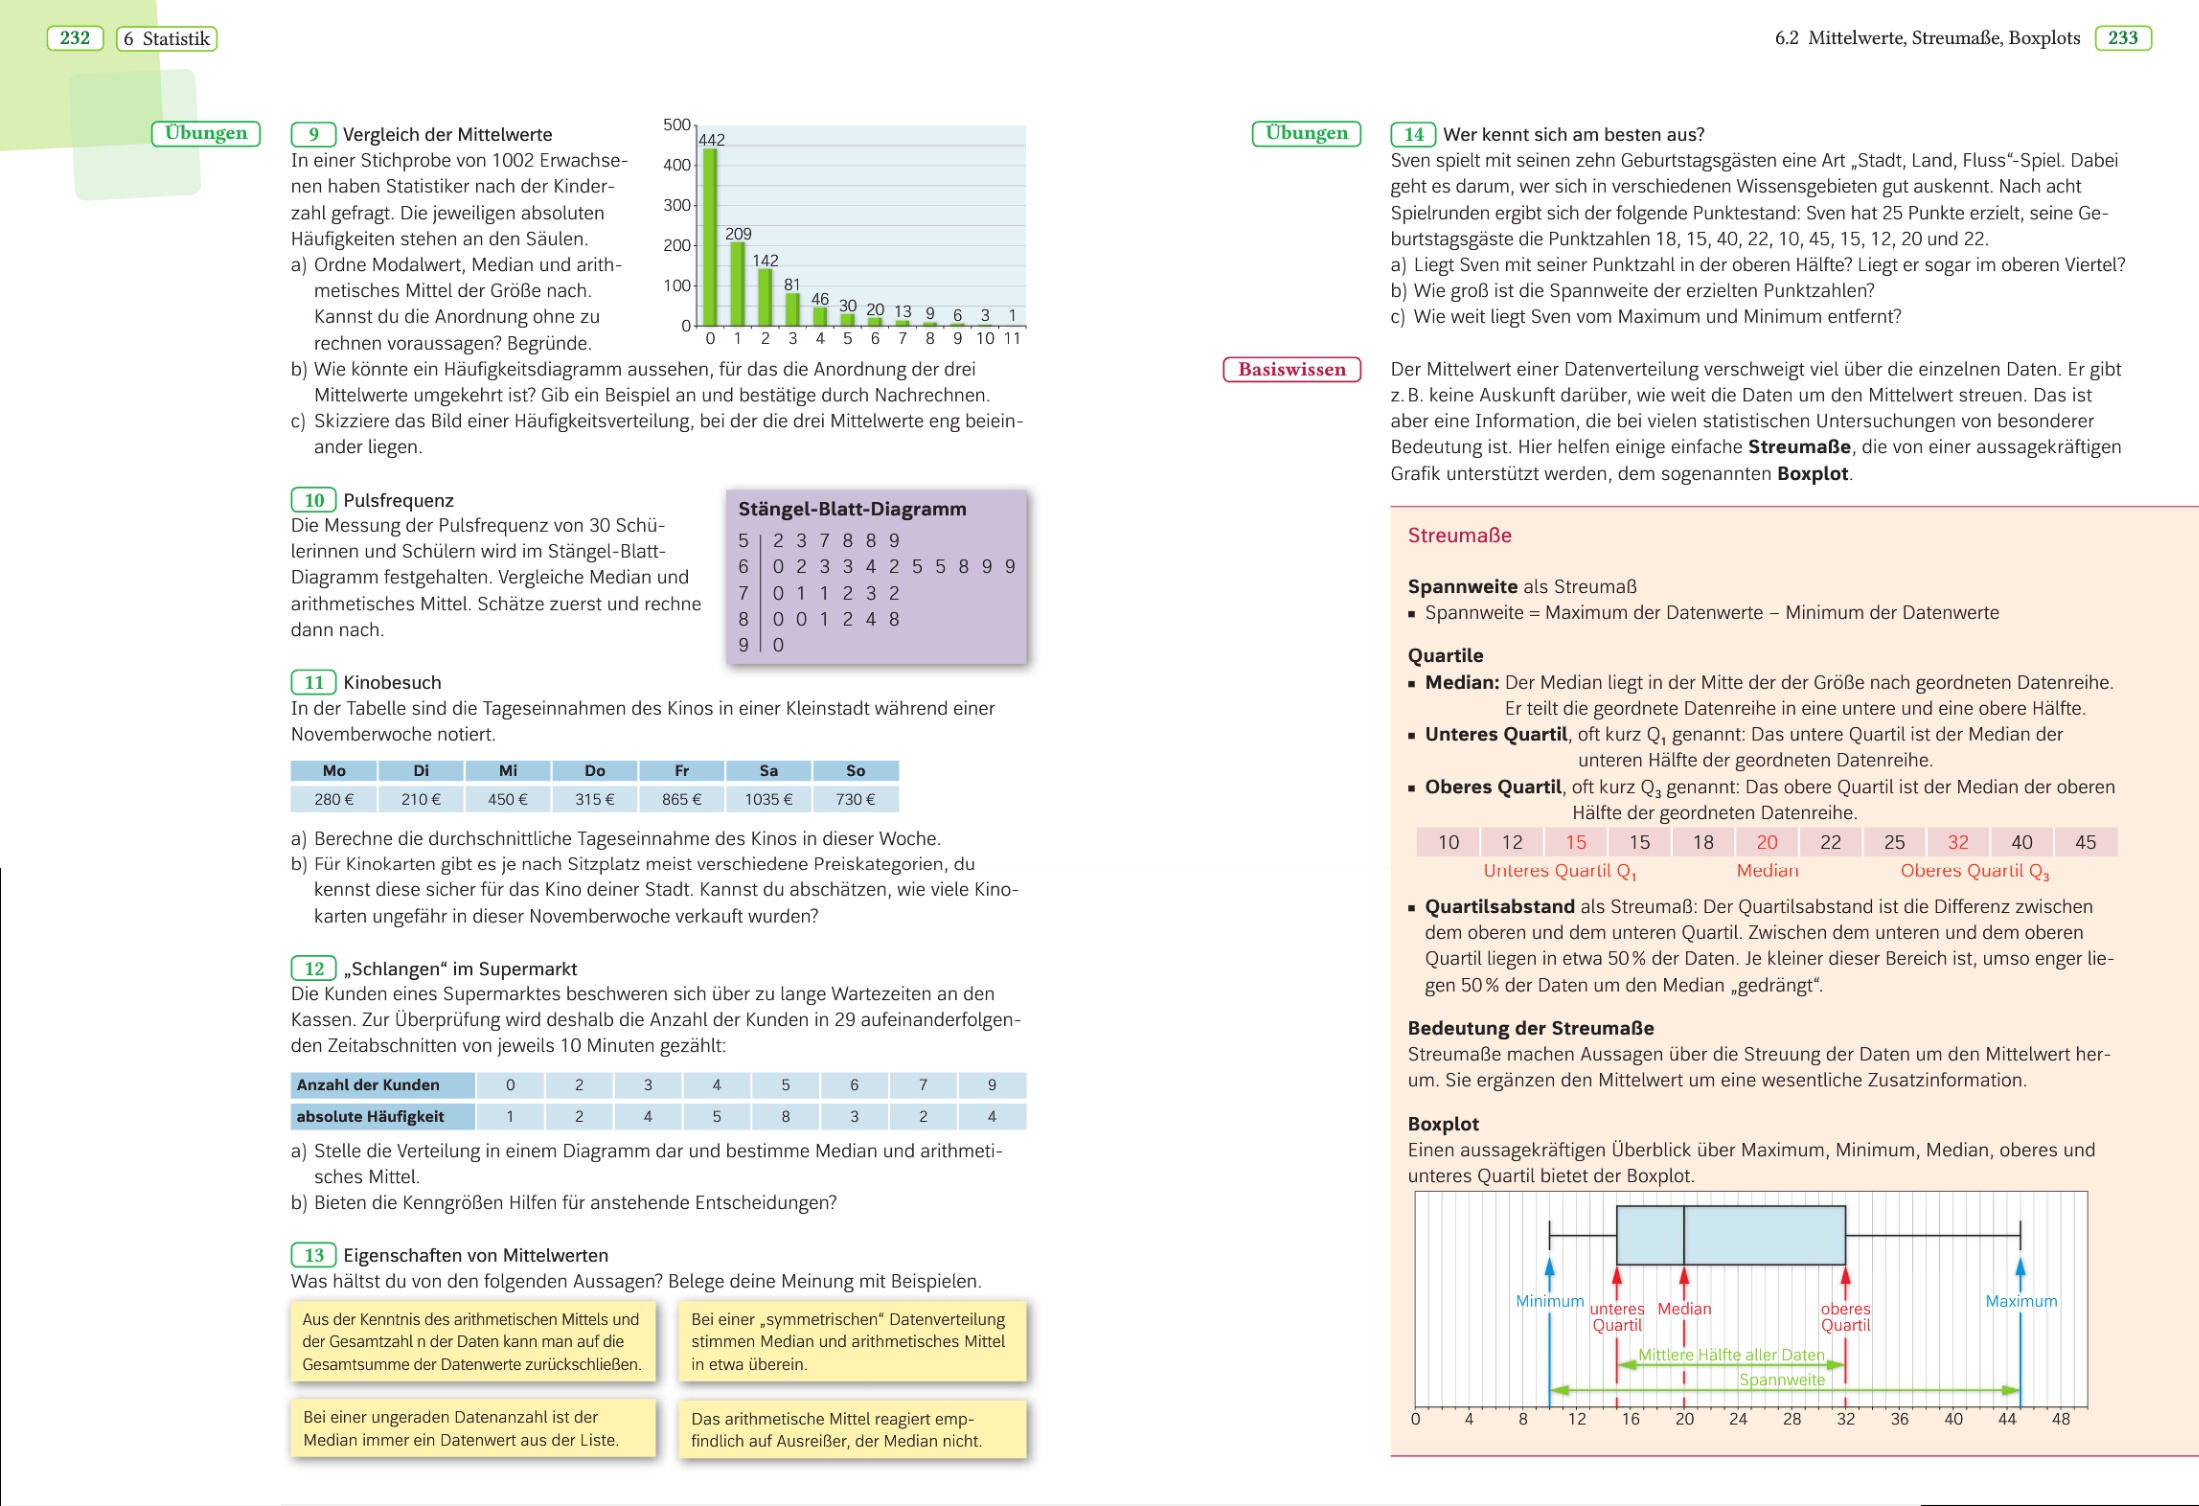 232 6 Statistik
Übungen
9 Vergleich der Mittelwerte
In einer Stichprobe von 1002 Erwachse-
nen haben Statistiker nach der Kinder-
zahl gefragt. Die jeweiligen absoluten
Häufigkeiten stehen an den Säulen.
a) Ordne Modalwert, Median und arith-
metisches Mittel der Größe nach.
Kannst du die Anordnung ohne zu
rechnen voraussagen? Begründe.
500
400
300
200
100
0
442
209
142
81
46
30
20
13
9
6
3
1
0 1 2 3 4 5 6 7 8 9 10 11
b) Wie könnte ein Häufigkeitsdiagramm aussehen, für das die Anordnung der drei
Mittelwerte umgekehrt ist? Gib ein Beispiel an und bestätige durch Nachrechnen.
c) Skizziere das Bild einer Häufigkeitsverteilung, bei der die drei Mittelwerte eng beiein-
ander liegen.
10 Pulsfrequenz
Die Messung der Pulsfrequenz von 30 Schü-
lerinnen und Schülern wird im Stängel-Blatt-
Diagramm festgehalten. Vergleiche Median und
arithmetisches Mittel. Schätze zuerst und rechne
dann nach.
Stängel-Blatt-Diagramm
5 2 3 7 8 8 9
6 0 2 3 3 4 2 5 5 8 9 9
7 0 1 1 2 3 2
8 0 0 1 2 4 8
9 0
11 Kinobesuch
In der Tabelle sind die Tageseinnahmen des Kinos in einer Kleinstadt während einer
Novemberwoche notiert.
Mo Di Mi Do Fr Sa So
280 € 210 € 450 € 315 € 865 € 1035 € 730 €
a) Berechne die durchschnittliche Tageseinnahme des Kinos in dieser Woche.
b) Für Kinokarten gibt es je nach Sitzplatz meist verschiedene Preiskategorien, du
kennst diese sicher für das Kino deiner Stadt. Kannst du abschätzen, wie viele Kino-
karten ungefähr in dieser Novemberwoche verkauft wurden?
12 „Schlangen“ im Supermarkt
Die Kunden eines Supermarktes beschweren sich über zu lange Wartezeiten an den
Kassen. Zur Überprüfung wird deshalb die Anzahl der Kunden in 29 aufeinanderfolgen-
den Zeitabschnitten von jeweils 10 Minuten gezählt:
Anzahl der Kunden 0 2 3 4 5 6 7 9
absolute Häufigkeit 1 2 4 5 8 3 2 4
a) Stelle die Verteilung in einem Diagramm dar und bestimme Median und arithmeti-
sches Mittel.
b) Bieten die Kenngrößen Hilfen für anstehende Entscheidungen?
13 Eigenschaften von Mittelwerten
Was hältst du von den folgenden Aussagen? Belege deine Meinung mit Beispielen.
Aus der Kenntnis des arithmetischen Mittels und
der Gesamtzahl n der Daten kann man auf die
Gesamtsumme der Datenwerte zurückschließen.
Bei einer „symmetrischen“ Datenverteilung
stimmen Median und arithmetisches Mittel
in etwa überein.
Bei einer ungeraden Datenanzahl ist der
Median immer ein Datenwert aus der Liste.
Das arithmetische Mittel reagiert emp-
findlich auf Ausreißer, der Median nicht.
6.2 Mittelwerte, Streumaße, Boxplots 233
Übungen
14 Wer kennt sich am besten aus?
Sven spielt mit seinen zehn Geburtstagsgästen eine Art „Stadt, Land, Fluss“-Spiel. Dabei
geht es darum, wer sich in verschiedenen Wissensgebieten gut auskennt. Nach acht
Spielrunden ergibt sich der folgende Punktestand: Sven hat 25 Punkte erzielt, seine Ge-
burtstagsgäste die Punktzahlen 18, 15, 40, 22, 10, 45, 15, 12, 20 und 22.
a) Liegt Sven mit seiner Punktzahl in der oberen Hälfte? Liegt er sogar im oberen Viertel?
b) Wie groß ist die Spannweite der erzielten Punktzahlen?
c) Wie weit liegt Sven vom Maximum und Minimum entfernt?
Basiswissen
Der Mittelwert einer Datenverteilung verschweigt viel über die einzelnen Daten. Er gibt
z. B. keine Auskunft darüber, wie weit die Daten um den Mittelwert streuen. Das ist
aber eine Information, die bei vielen statistischen Untersuchungen von besonderer
Bedeutung ist. Hier helfen einige einfache Streumaße, die von einer aussagekräftigen
Grafik unterstützt werden, dem sogenannten Boxplot.
Streumaße
Spannweite als Streumaß
▪ Spannweite = Maximum der Datenwerte – Minimum der Datenwerte
Quartile
▪ Median: Der Median liegt in der Mitte der der Größe nach geordneten Datenreihe.
Er teilt die geordnete Datenreihe in eine untere und eine obere Hälfte.
▪ Unteres Quartil, oft kurz Q₁ genannt: Das untere Quartil ist der Median der
unteren Hälfte der geordneten Datenreihe.
▪ Oberes Quartil, oft kurz Q₃ genannt: Das obere Quartil ist der Median der oberen
Hälfte der geordneten Datenreihe.
10 12 15 15 18 20 22 25 32 40 45
Unteres Quartil Q₁ Median Oberes Quartil Q₃
▪ Quartilsabstand als Streumaß: Der Quartilsabstand ist die Differenz zwischen
dem oberen und dem unteren Quartil. Zwischen dem unteren und dem oberen
Quartil liegen in etwa 50 % der Daten. Je kleiner dieser Bereich ist, umso enger lie-
gen 50 % der Daten um den Median „gedrängt“.
Bedeutung der Streumaße
Streumaße machen Aussagen über die Streuung der Daten um den Mittelwert her-
um. Sie ergänzen den Mittelwert um eine wesentliche Zusatzinformation.
Boxplot
Einen aussagekräftigen Überblick über Maximum, Minimum, Median, oberes und
unteres Quartil bietet der Boxplot.
Minimum
unteres
Quartil
Median
oberes
Quartil
Maximum
Mittlere Hälfte aller Daten
Spannweite
0 4 8 12 16 20 24 28 32 36 40 44 48